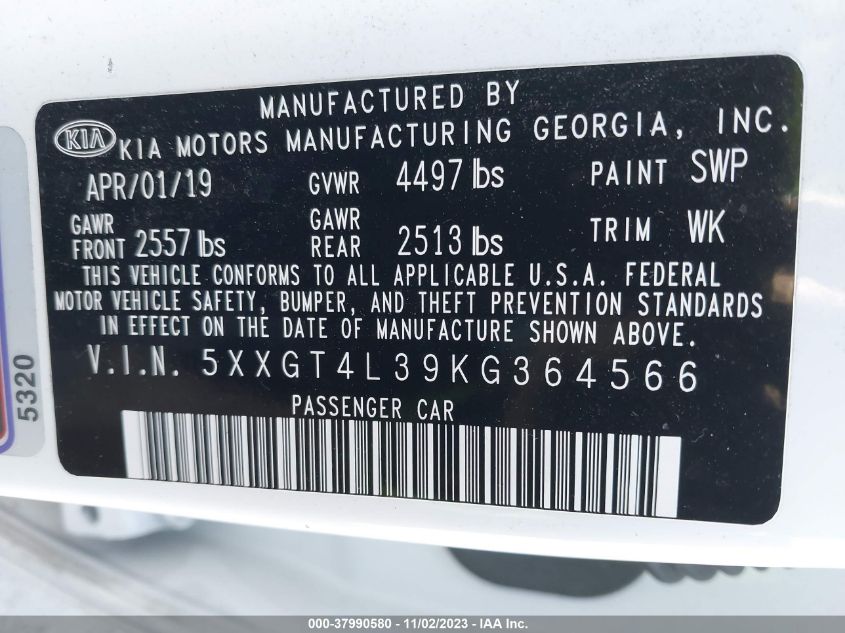 MANUFACTURED BY
KIA KIA MOTORS MANUFACTURING GEORGIA, INC.
APR/01/19 GVWR 4497 lbs PAINT SWP
GAWR FRONT 2557 lbs GAWR REAR 2513 lbs TRIM WK
THIS VEHICLE CONFORMS TO ALL APPLICABLE U.S.A. FEDERAL
MOTOR VEHICLE SAFETY, BUMPER, AND THEFT PREVENTION STANDARDS
IN EFFECT ON THE DATE OF MANUFACTURE SHOWN ABOVE.
V.I.N. 5XXGT4L39KG364566
PASSENGER CAR
5320
000-37990580 - 11/02/2023 - IAA Inc.